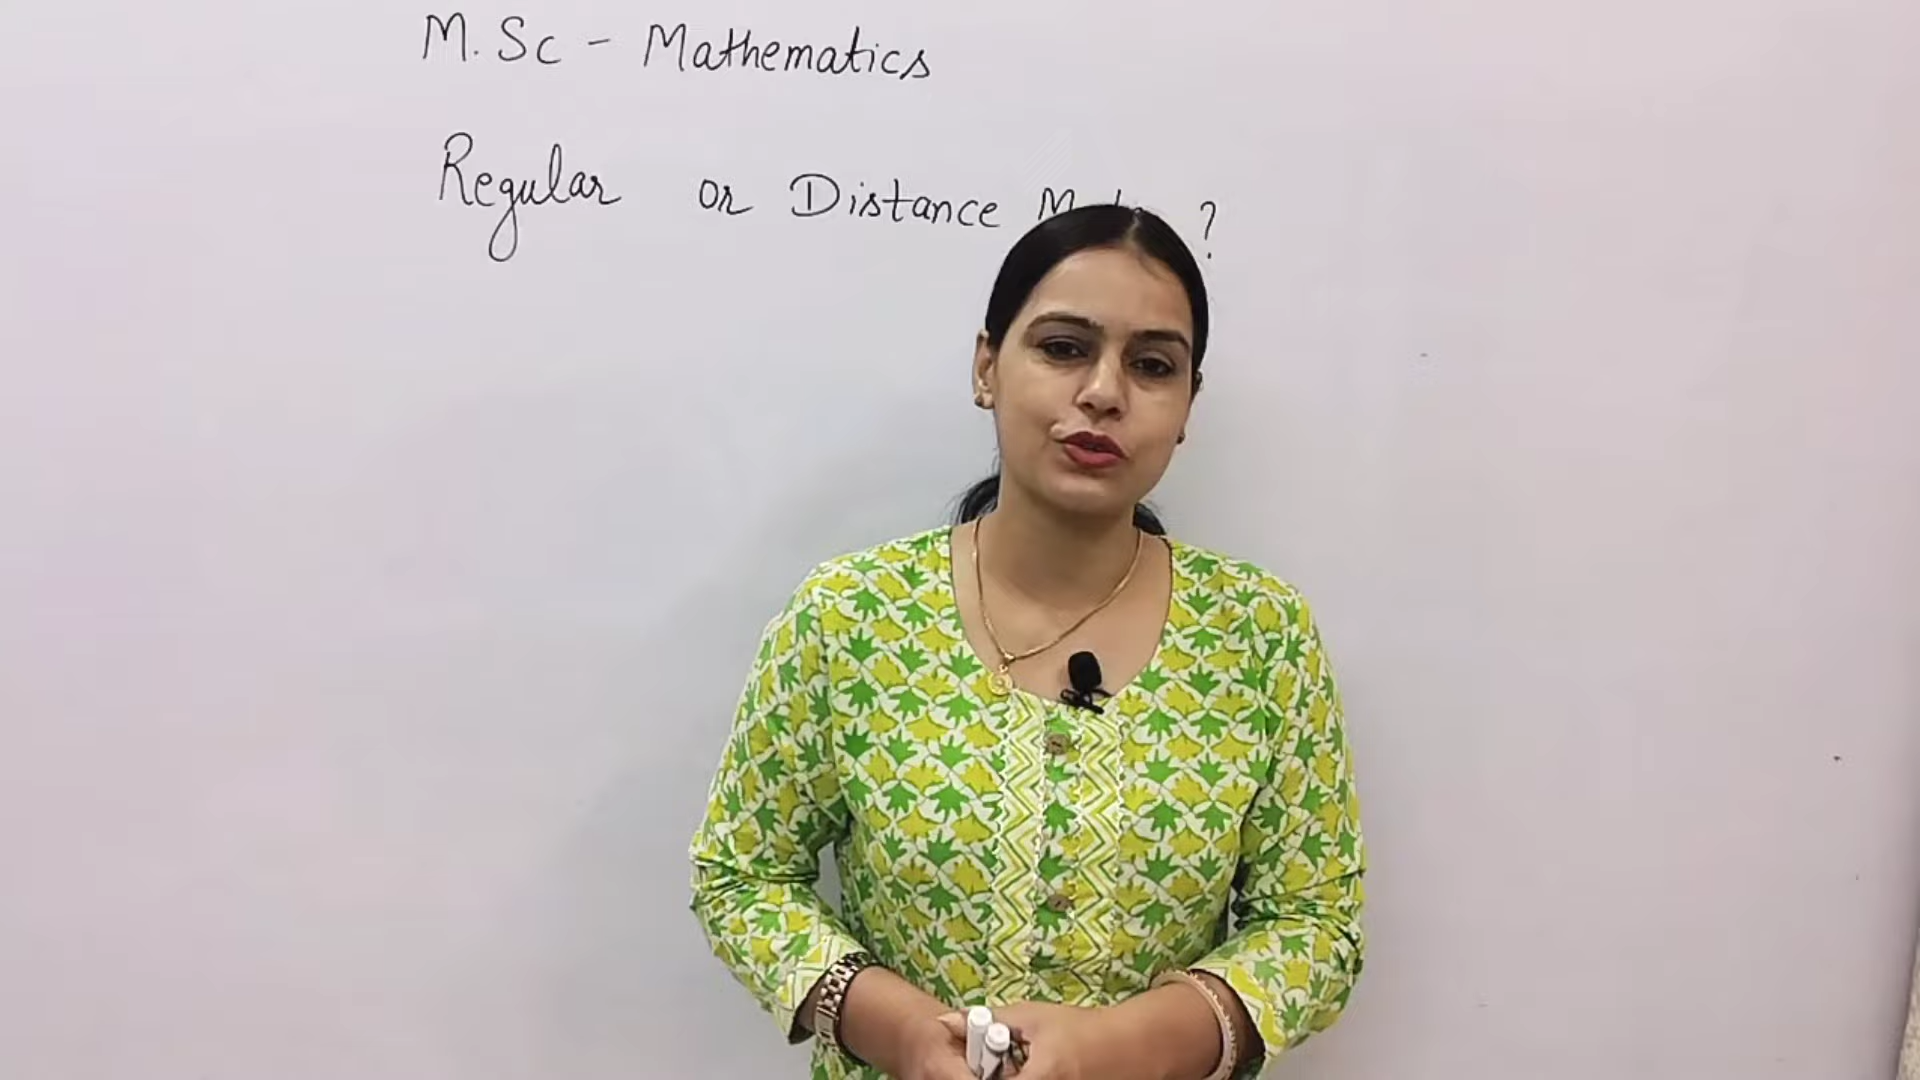 M. Sc - Mathematics
Regular or Distance ?